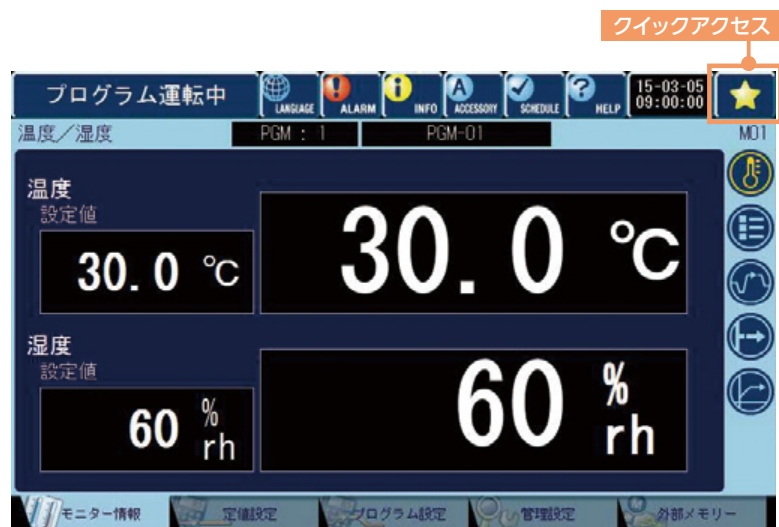 クイックアクセス
プログラム運転中
LANGUAGE
ALARM
INFO
ACCESSORY
SCHEDULE
HELP
15-03-05
09:00:00
温度／湿度
PGM : 1
PGM-01
M01
温度
設定値
30.0 ℃
30.0 ℃
湿度
設定値
60 %rh
60 %rh
モニター情報
定値設定
プログラム設定
管理設定
外部メモリー